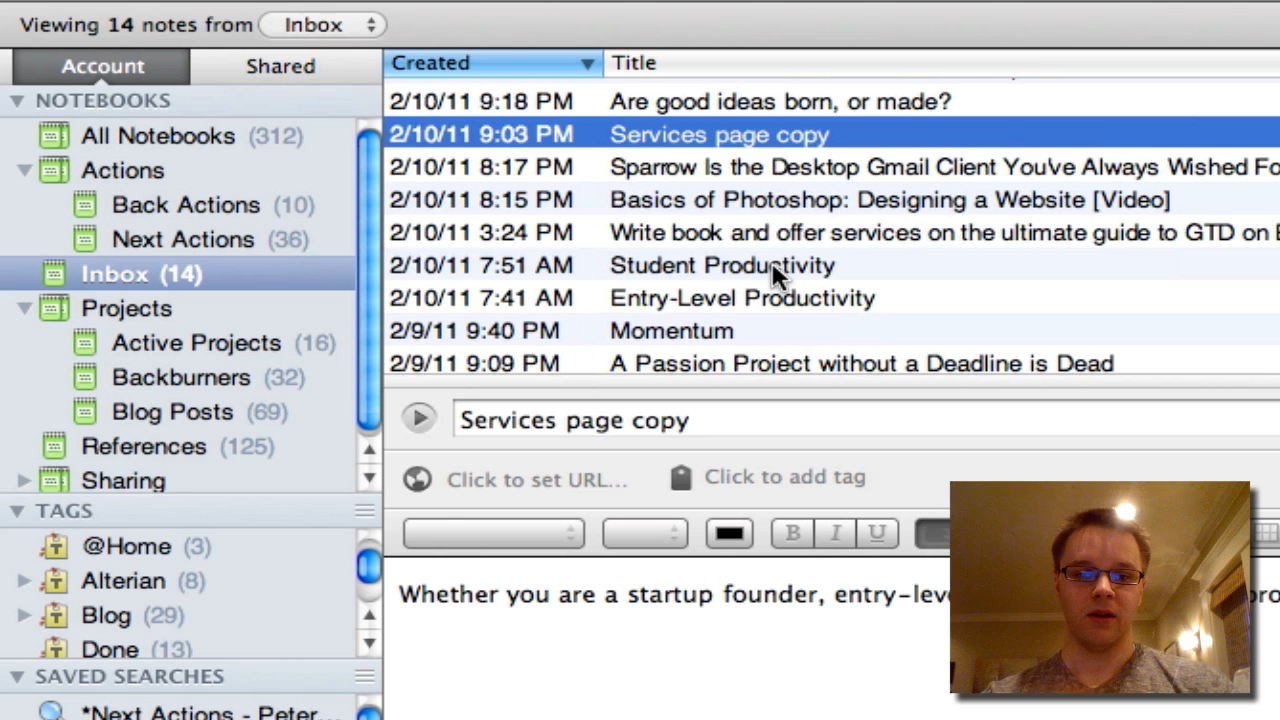 Viewing 14 notes from Inbox
Account Shared
NOTEBOOKS
All Notebooks (312)
Actions
Back Actions (10)
Next Actions (36)
Inbox (14)
Projects
Active Projects (16)
Backburners (32)
Blog Posts (69)
References (125)
Sharing
TAGS
@Home (3)
Alterian (8)
Blog (29)
Done (13)
SAVED SEARCHES
*Next Actions - Peter...
Created Title
2/10/11 9:18 PM Are good ideas born, or made?
2/10/11 9:03 PM Services page copy
2/10/11 8:17 PM Sparrow Is the Desktop Gmail Client You've Always Wished Fo
2/10/11 8:15 PM Basics of Photoshop: Designing a Website [Video]
2/10/11 3:24 PM Write book and offer services on the ultimate guide to GTD on
2/10/11 7:51 AM Student Productivity
2/10/11 7:41 AM Entry-Level Productivity
2/9/11 9:40 PM Momentum
2/9/11 9:09 PM A Passion Project without a Deadline is Dead
Services page copy
Click to set URL... Click to add tag
B I U
Whether you are a startup founder, entry-leve